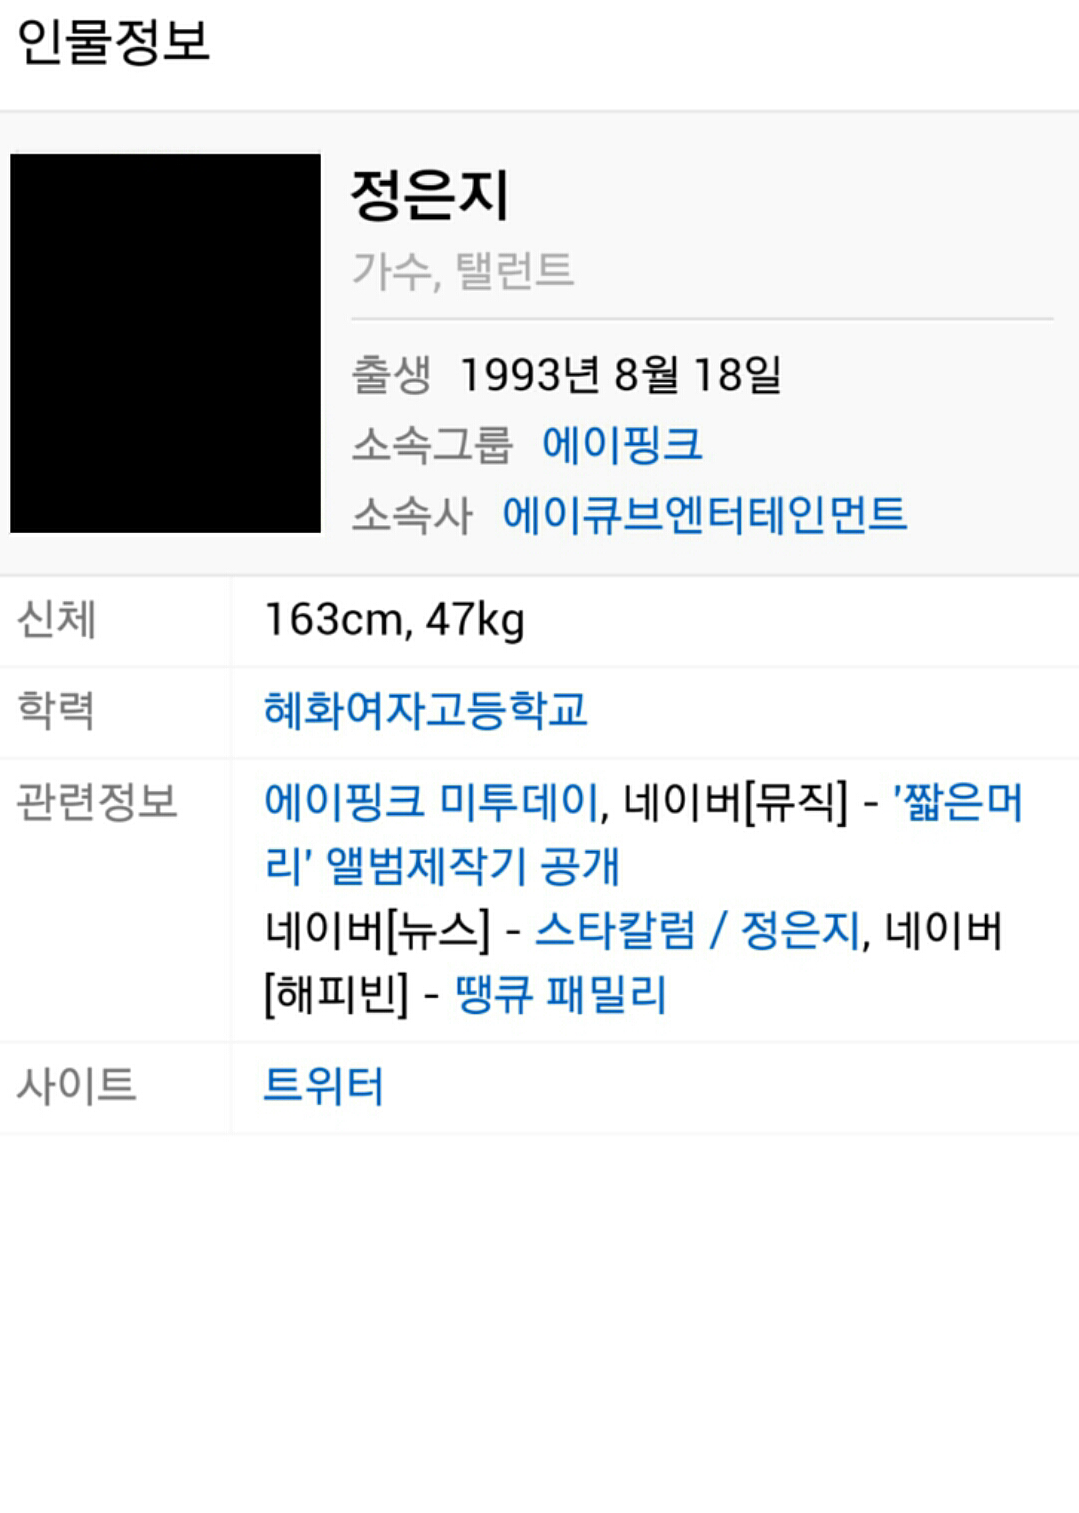 인물정보
정은지
가수, 탤런트
출생 1993년 8월 18일
소속그룹 에이핑크
소속사 에이큐브엔터테인먼트
신체 163cm, 47kg
학력 혜화여자고등학교
관련정보 에이핑크 미투데이, 네이버[뮤직] - '짧은머
리' 앨범제작기 공개
네이버[뉴스] - 스타칼럼 / 정은지, 네이버
[해피빈] - 땡큐 패밀리
사이트 트위터